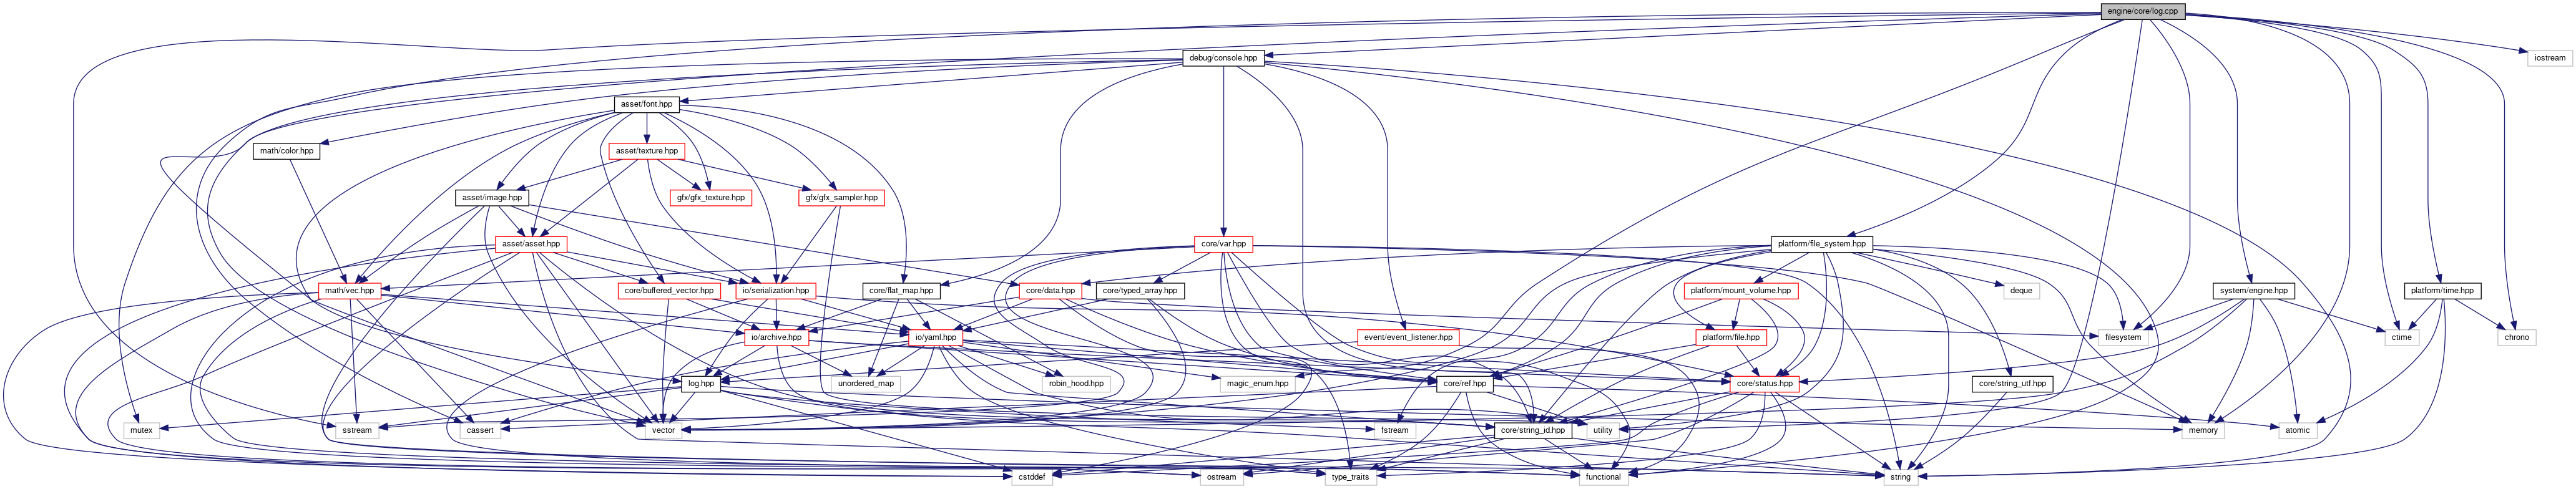 engine/core/log.cpp
debug/console.hpp
iostream
asset/font.hpp
math/color.hpp
asset/texture.hpp
asset/image.hpp
gfx/gfx_texture.hpp
gfx/gfx_sampler.hpp
asset/asset.hpp
core/var.hpp
platform/file_system.hpp
math/vec.hpp
core/buffered_vector.hpp
io/serialization.hpp
core/flat_map.hpp
core/data.hpp
core/typed_array.hpp
platform/mount_volume.hpp
deque
system/engine.hpp
platform/time.hpp
io/archive.hpp
io/yaml.hpp
event/event_listener.hpp
platform/file.hpp
filesystem
ctime
chrono
log.hpp
unordered_map
robin_hood.hpp
magic_enum.hpp
core/ref.hpp
core/status.hpp
core/string_utf.hpp
mutex
sstream
cassert
vector
fstream
utility
core/string_id.hpp
memory
atomic
cstddef
ostream
type_traits
functional
string